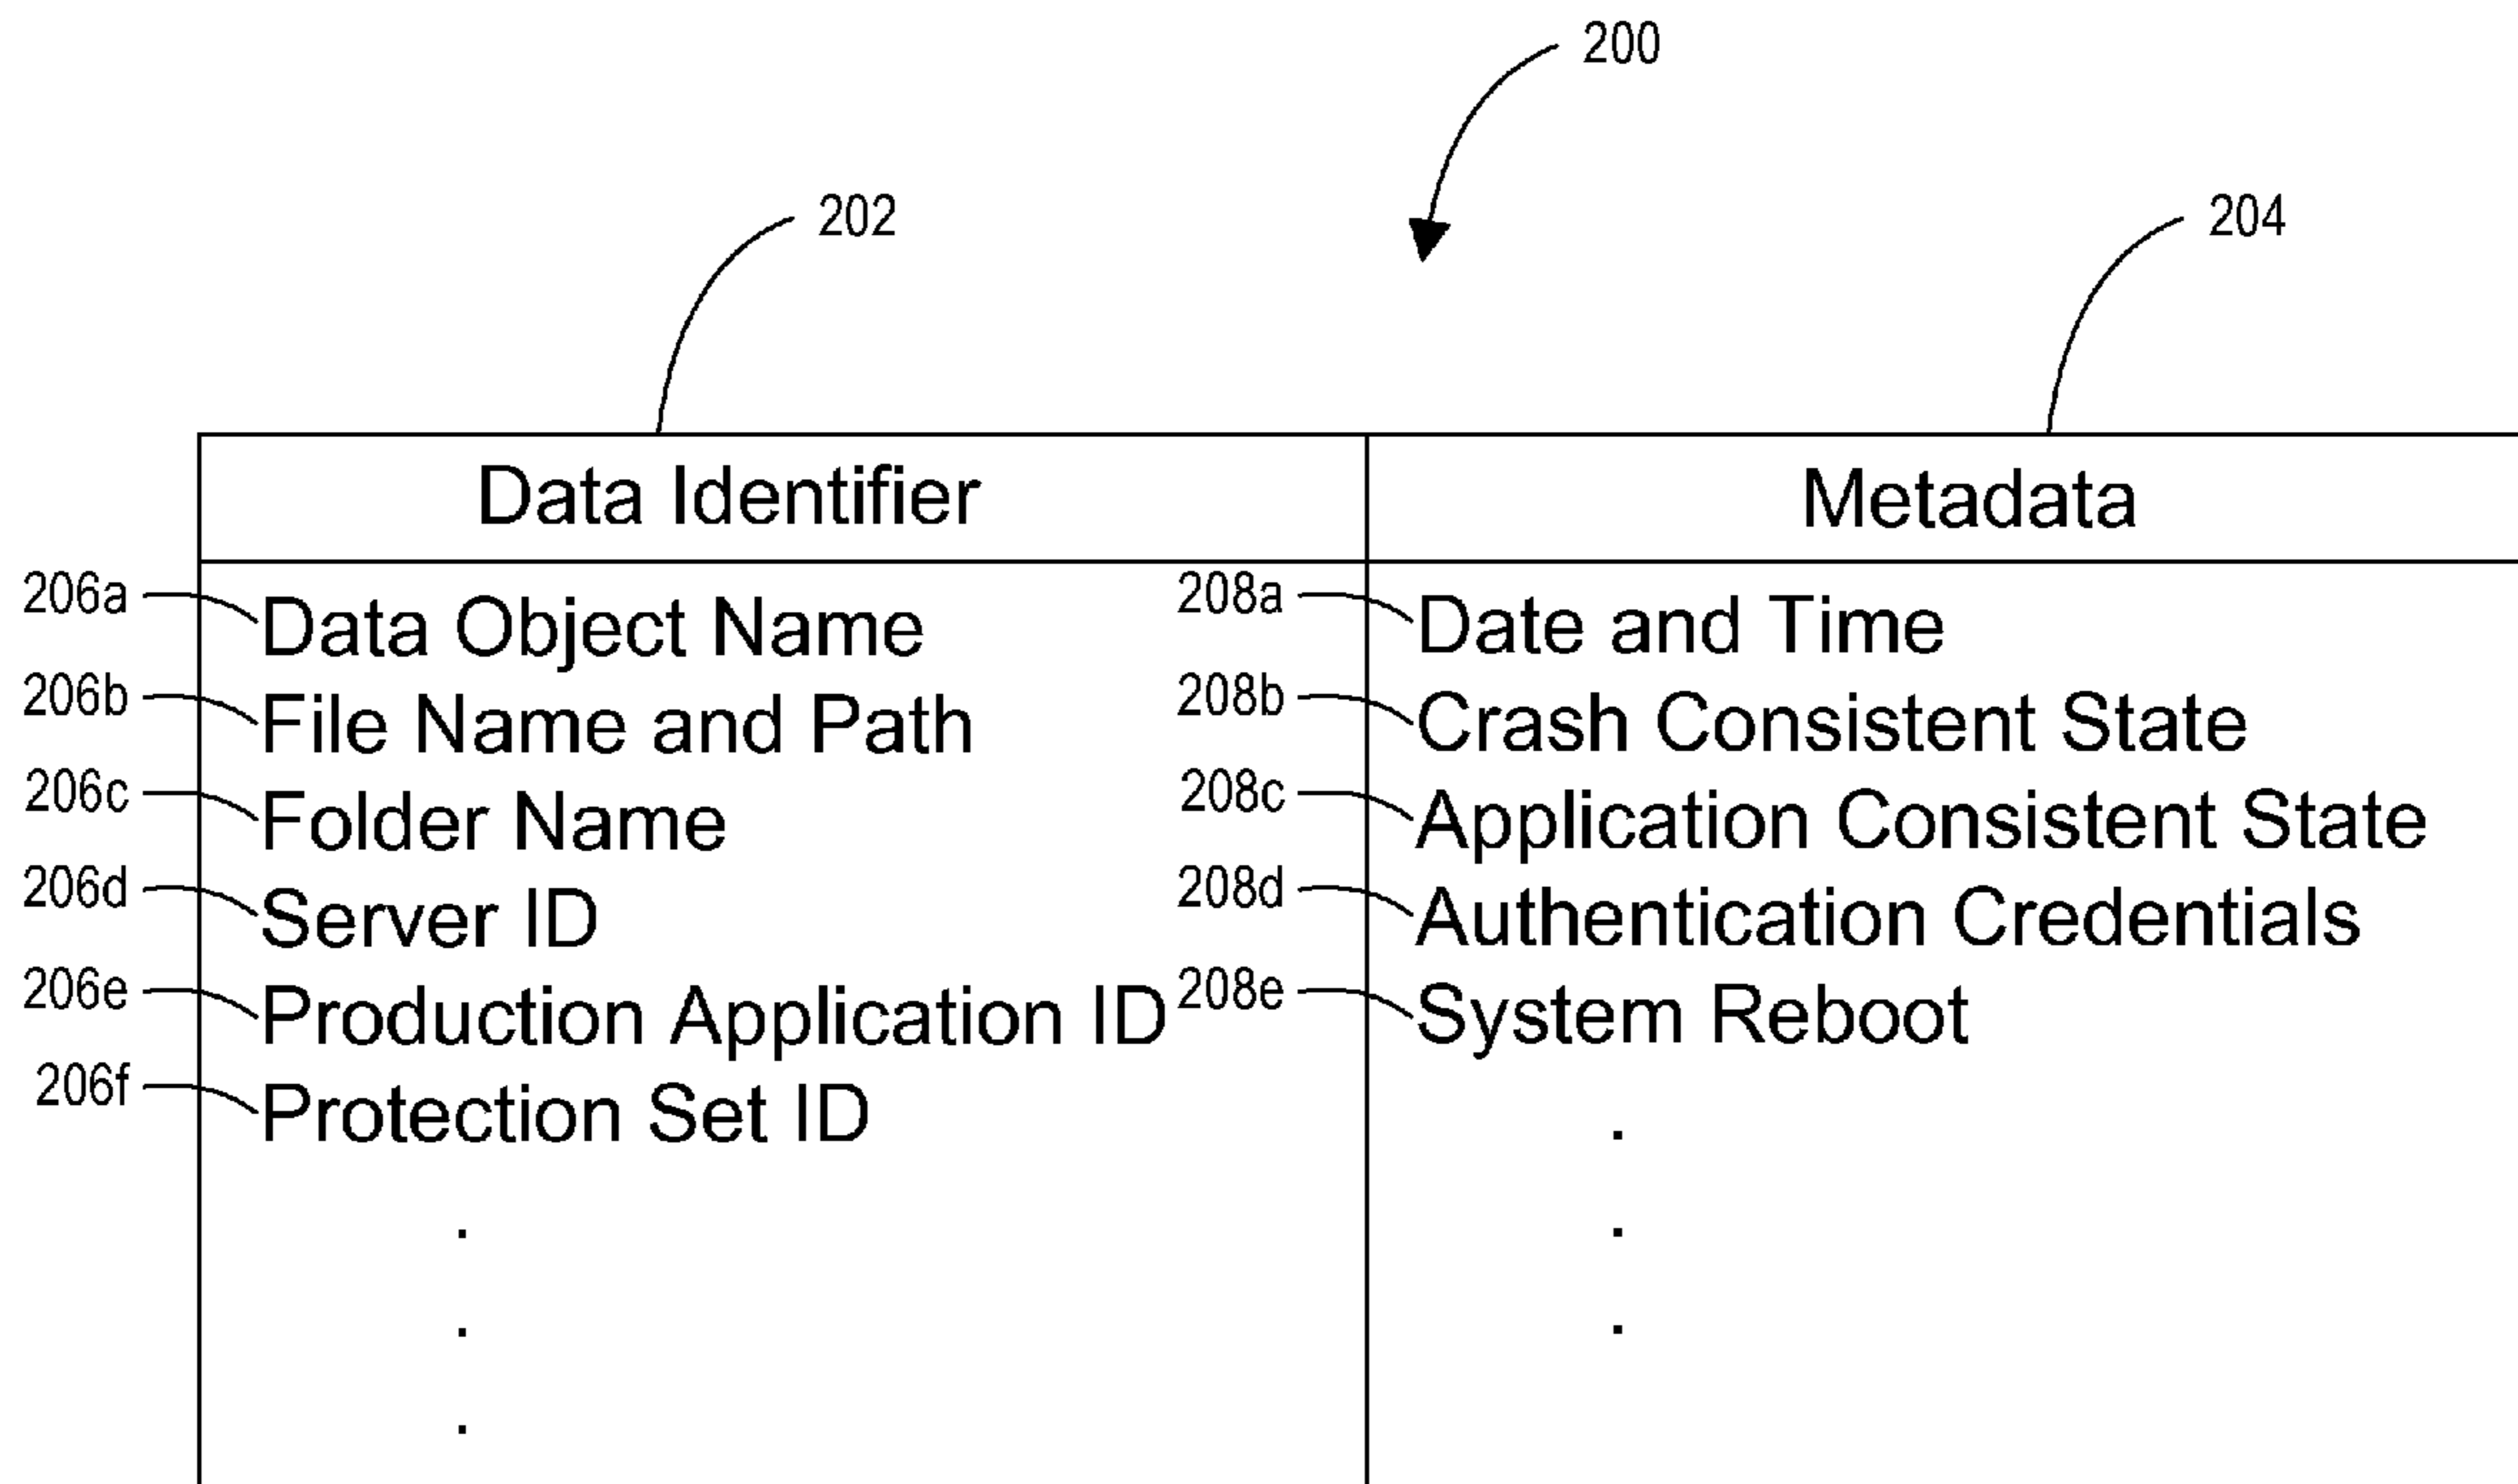 200
202
204
Data Identifier
Metadata
206a Data Object Name
206b File Name and Path
206c Folder Name
206d Server ID
206e Production Application ID
206f Protection Set ID
.
.
.
208a Date and Time
208b Crash Consistent State
208c Application Consistent State
208d Authentication Credentials
208e System Reboot
.
.
.